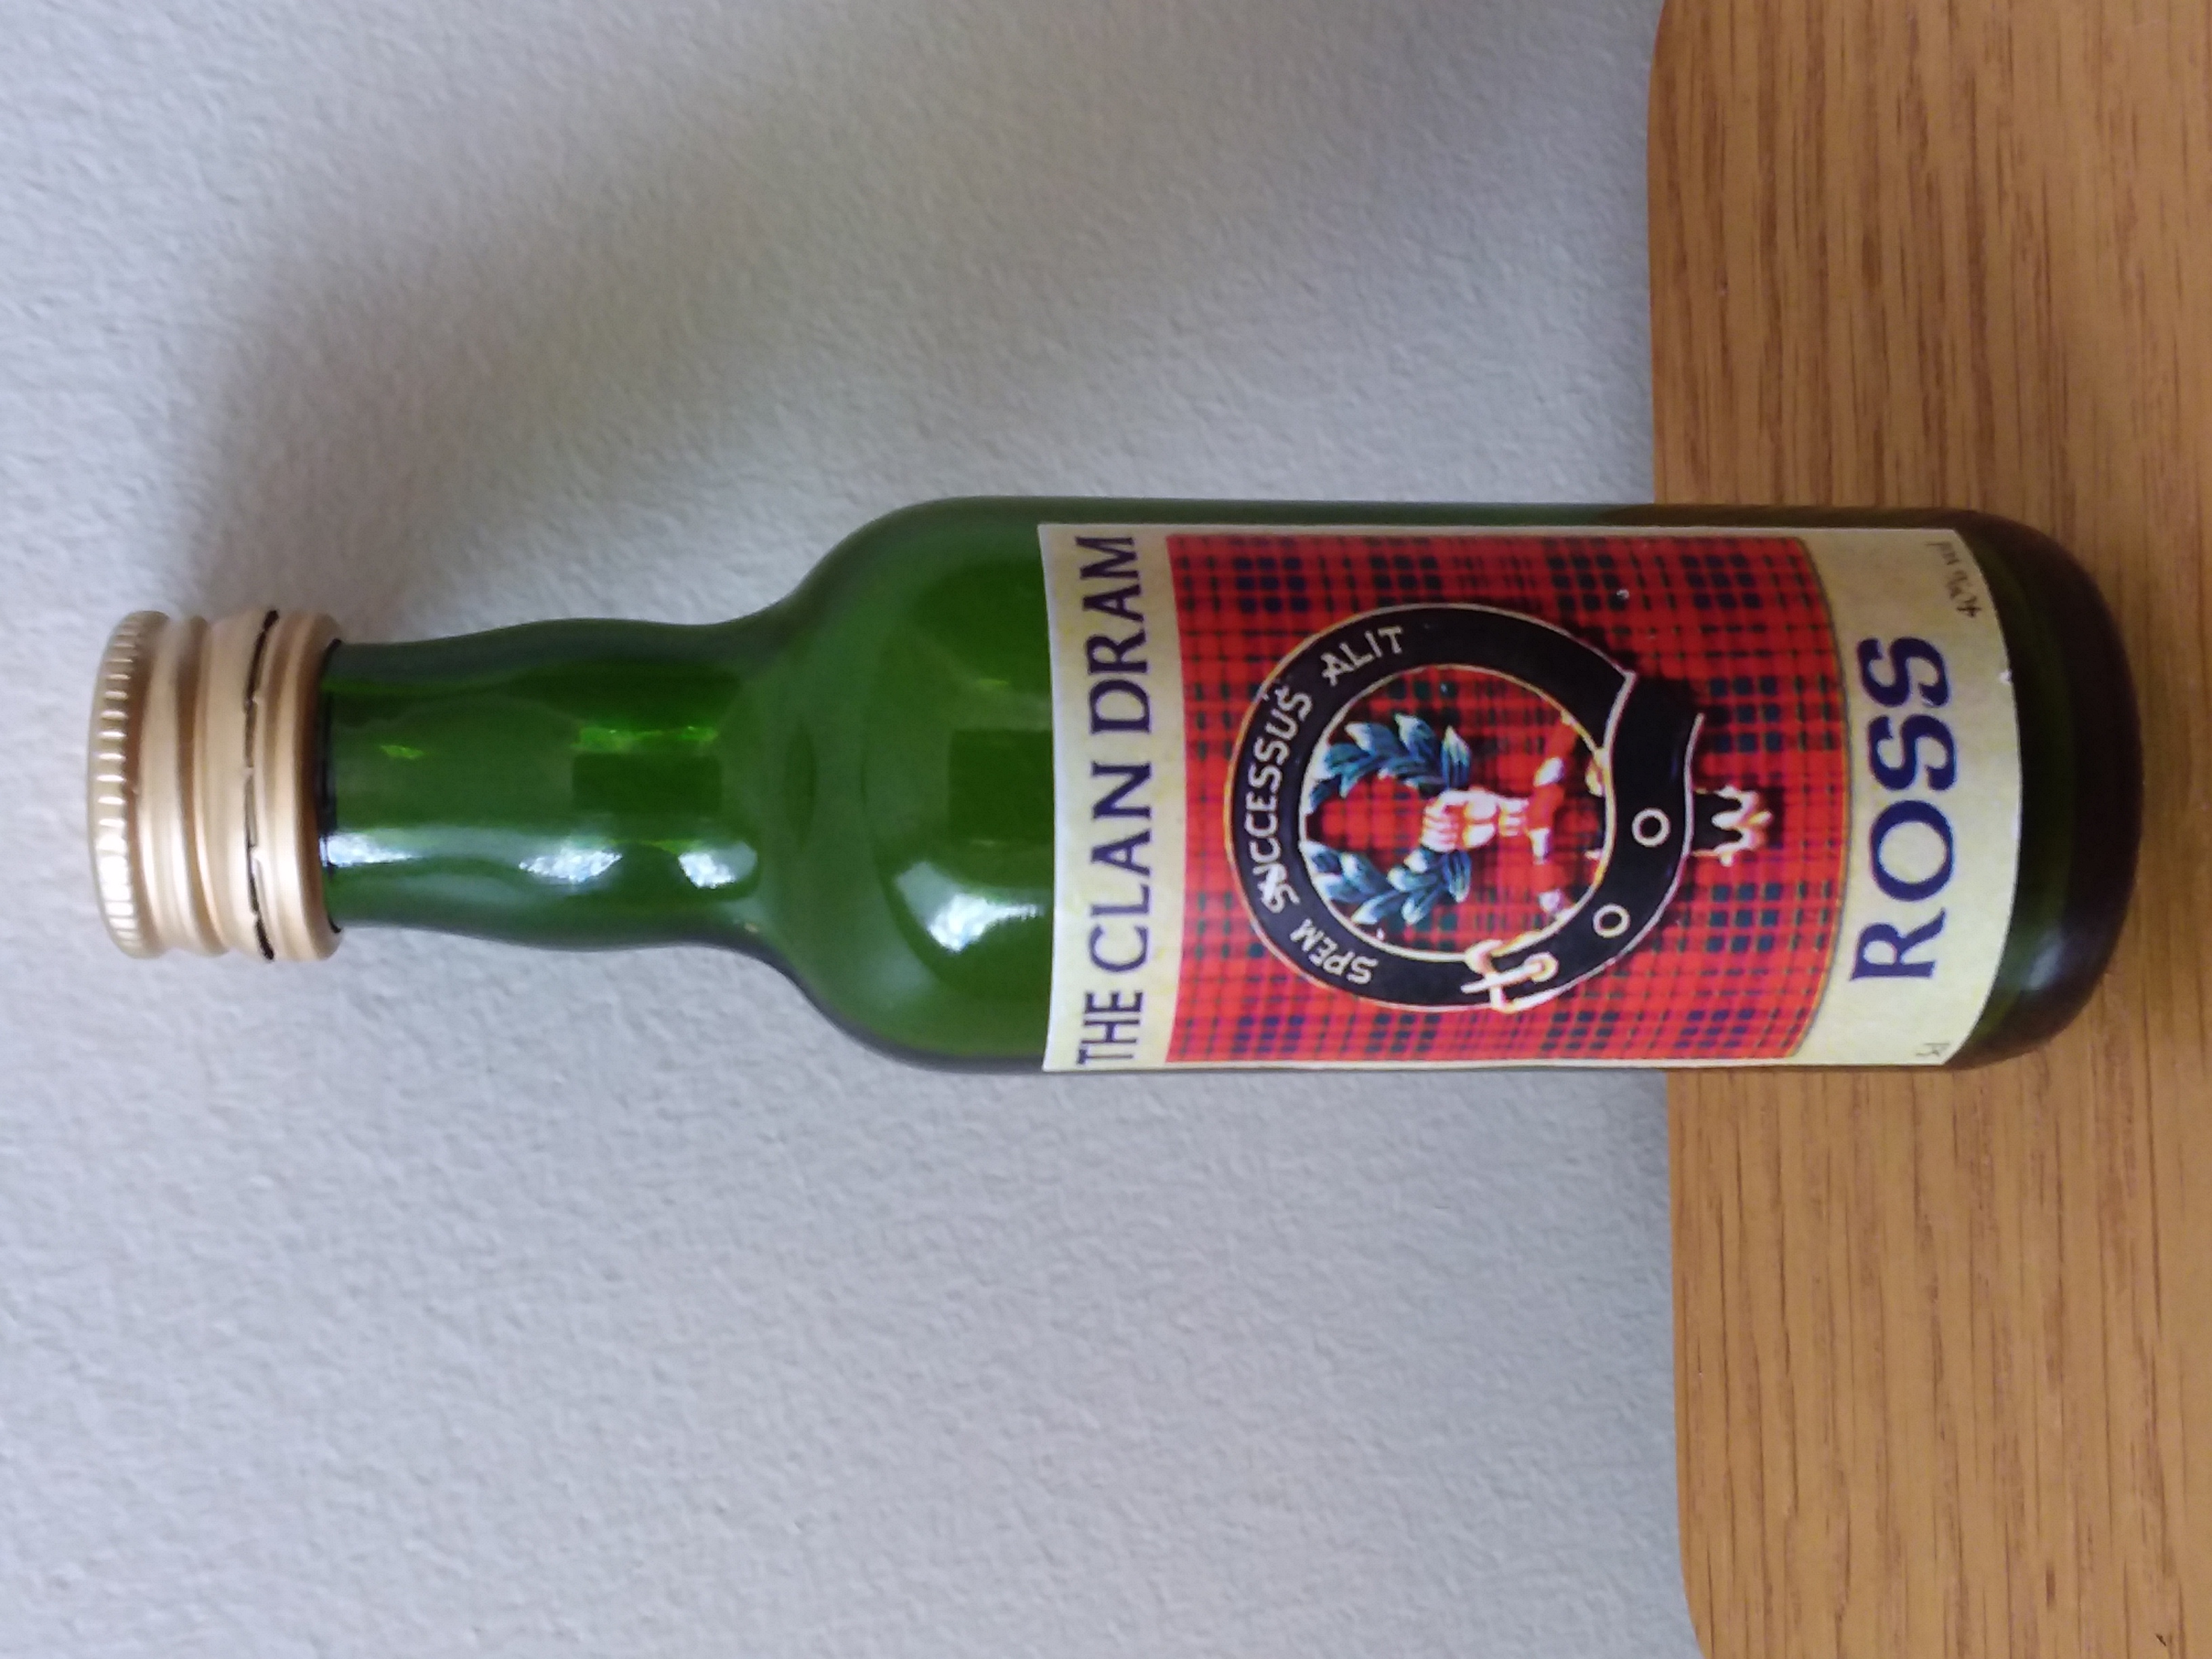 THE CLAN DRAM
SPEM SUCCESSUS ALIT
ROSS